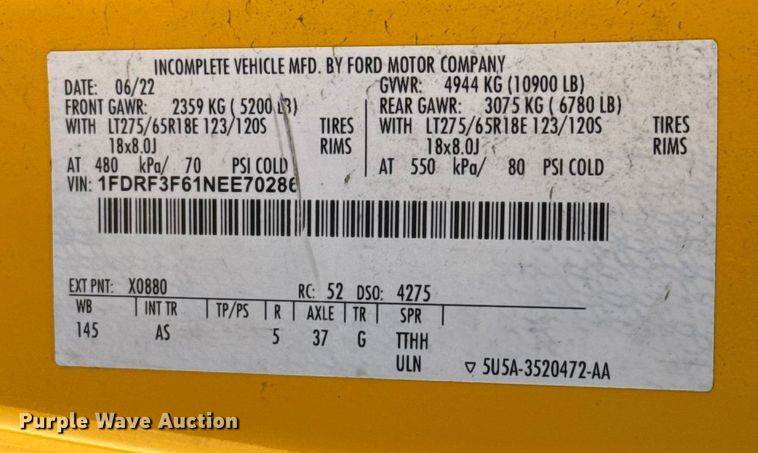 INCOMPLETE VEHICLE MFD. BY FORD MOTOR COMPANY
DATE: 06/22 GVWR: 4944 KG (10900 LB)
FRONT GAWR: 2359 KG ( 5200 LB) REAR GAWR: 3075 KG ( 6780 LB)
WITH LT275/65R18E 123/120S TIRES WITH LT275/65R18E 123/120S TIRES
18x8.0J RIMS 18x8.0J RIMS
AT 480 kPa/ 70 PSI COLD AT 550 kPa/ 80 PSI COLD
VIN: 1FDRF3F61NEE70286
EXT PNT: X0880 RC: 52 DSO: 4275
WB INT TR TP/PS R AXLE TR SPR
145 AS 5 37 G TTHH
ULN ▽ 5U5A-3520472-AA
Purple Wave Auction